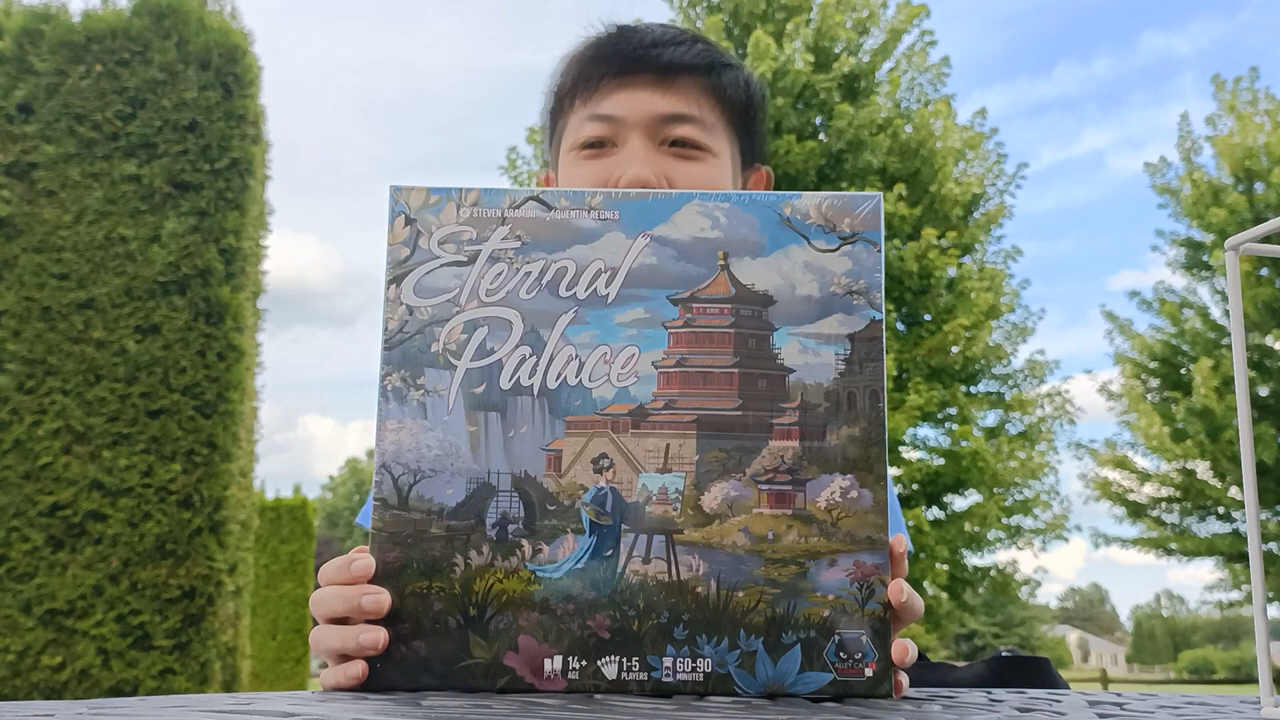 STEVEN ARAMINI QUENTIN REGNES
Eternal
Palace
14+
AGE
1-5
PLAYERS
60-90
MINUTES
ALLEY CAT